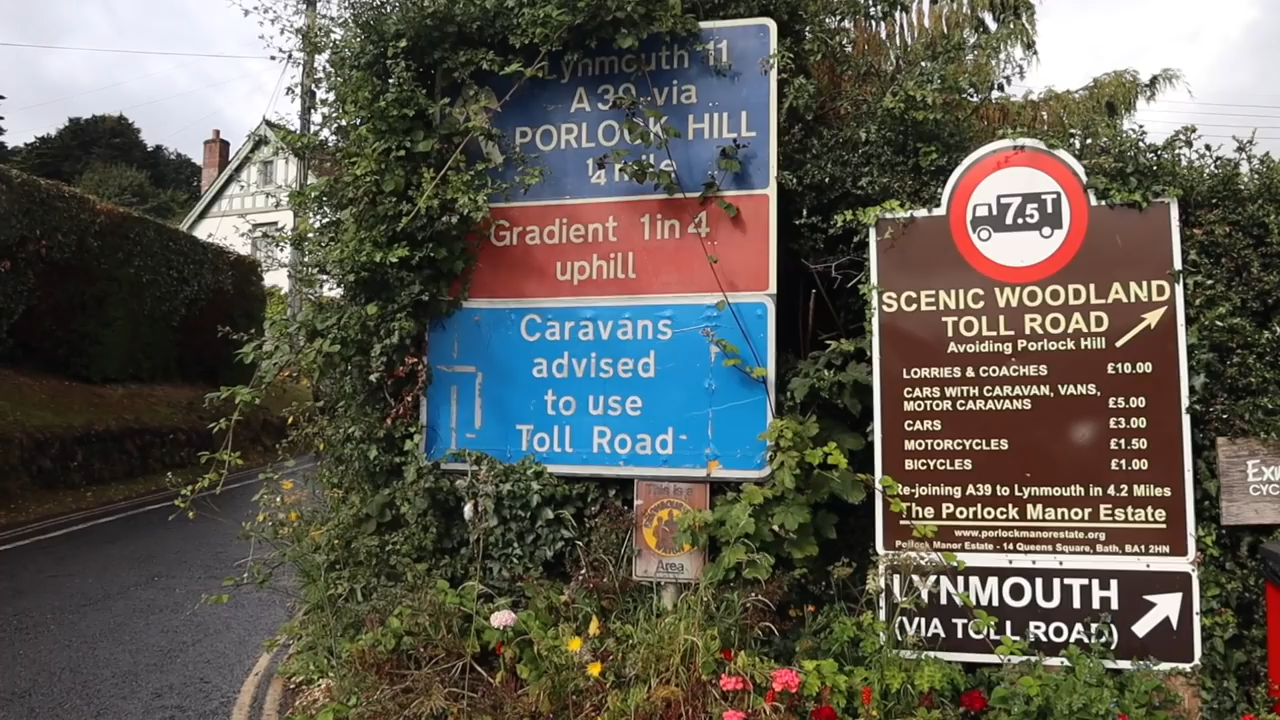 Lynmouth 11
A 39 via
PORLOCK HILL
1/4 mile
Gradient 1 in 4
uphill
Caravans
advised
to use
Toll Road
This is a
Area
7.5T
SCENIC WOODLAND
TOLL ROAD
Avoiding Porlock Hill
LORRIES & COACHES £10.00
CARS WITH CARAVAN, VANS,
MOTOR CARAVANS £5.00
CARS £3.00
MOTORCYCLES £1.50
BICYCLES £1.00
Re-joining A39 to Lynmouth in 4.2 Miles
The Porlock Manor Estate
www.porlockmanorestate.org
Porlock Manor Estate - 14 Queens Square, Bath, BA1 2HN
LYNMOUTH
(VIA TOLL ROAD)